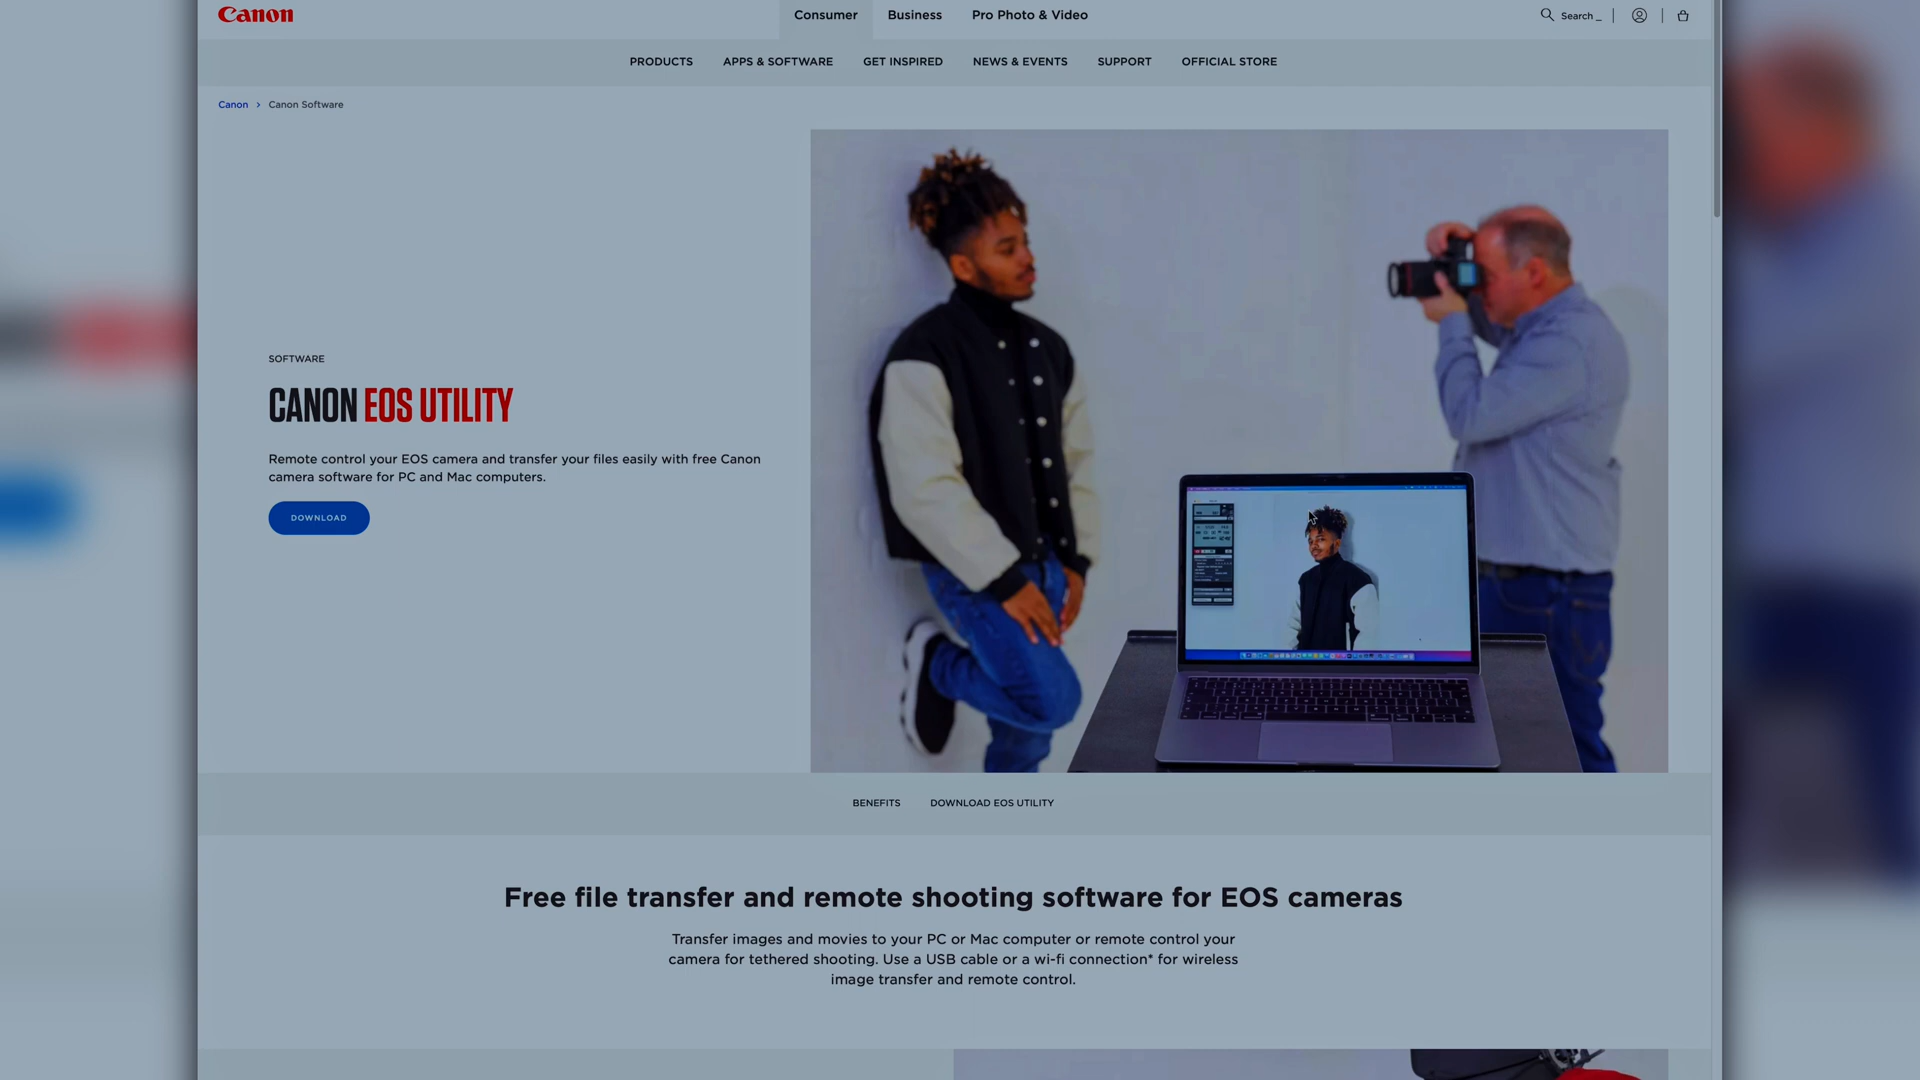 Canon
Consumer
Business
Pro Photo & Video
Search _
PRODUCTS
APPS & SOFTWARE
GET INSPIRED
NEWS & EVENTS
SUPPORT
OFFICIAL STORE
Canon > Canon Software
SOFTWARE
CANON EOS UTILITY
Remote control your EOS camera and transfer your files easily with free Canon
camera software for PC and Mac computers.
DOWNLOAD
BENEFITS
DOWNLOAD EOS UTILITY
Free file transfer and remote shooting software for EOS cameras
Transfer images and movies to your PC or Mac computer or remote control your
camera for tethered shooting. Use a USB cable or a wi-fi connection* for wireless
image transfer and remote control.